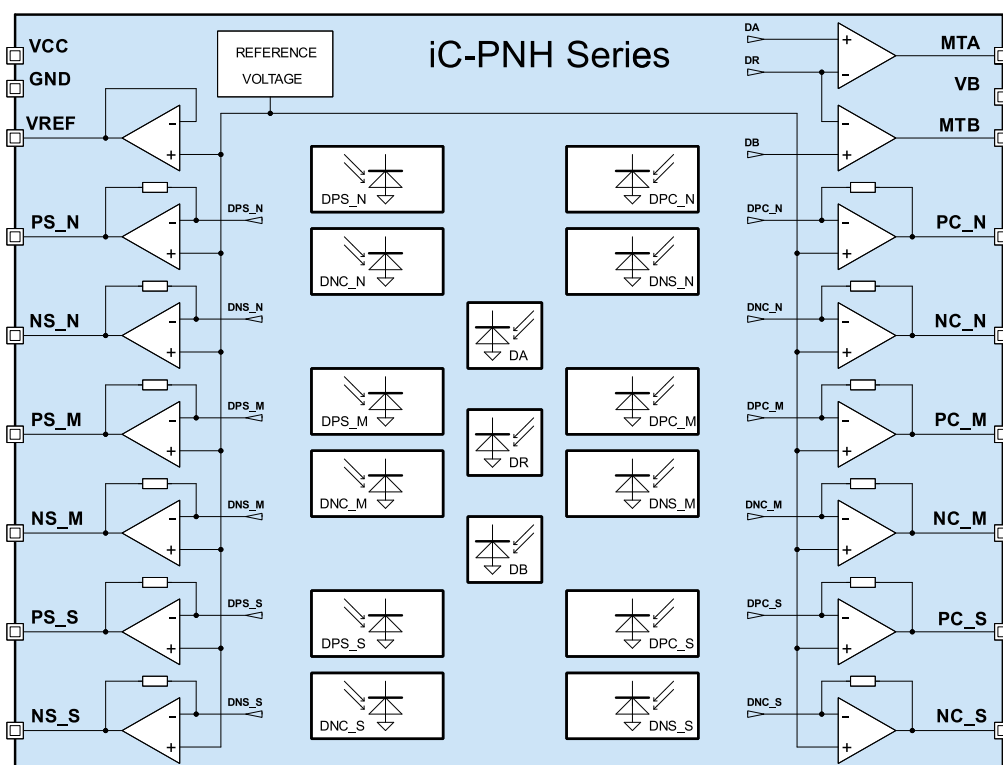 iC-PNH Series
REFERENCE
VOLTAGE
VCC
GND
VREF
PS_N
NS_N
PS_M
NS_M
PS_S
NS_S
DPS_N
DNS_N
DPS_M
DNS_M
DPS_S
DNS_S
DPS_N
DNC_N
DPS_M
DNC_M
DPS_S
DNC_S
DA
DR
DB
DPC_N
DNS_N
DPC_M
DNS_M
DPC_S
DNS_S
DA
DR
DB
DPC_N
DNC_N
DPC_M
DNC_M
DPC_S
DNC_S
MTA
VB
MTB
PC_N
NC_N
PC_M
NC_M
PC_S
NC_S